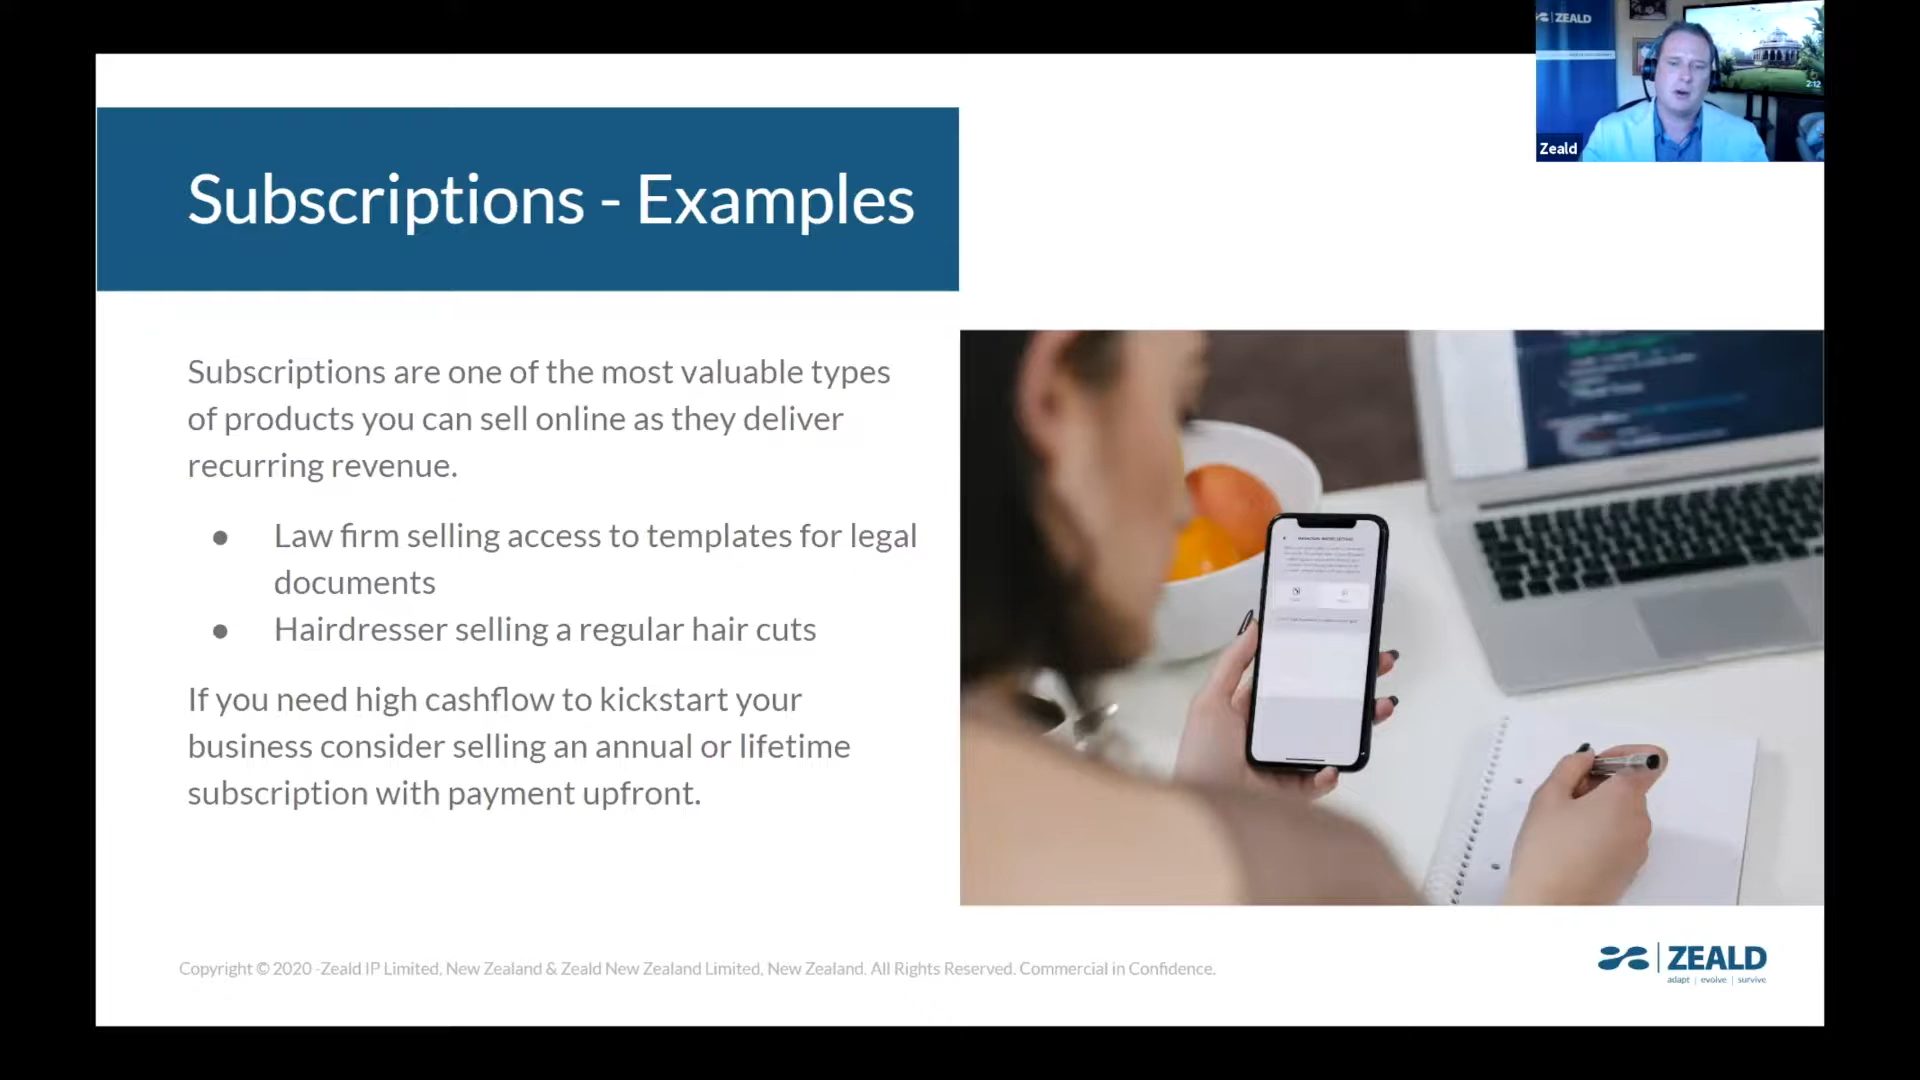 ZEALD
2:12
Zeald
Subscriptions - Examples
Subscriptions are one of the most valuable types
of products you can sell online as they deliver
recurring revenue.
● Law firm selling access to templates for legal
documents
● Hairdresser selling a regular hair cuts
If you need high cashflow to kickstart your
business consider selling an annual or lifetime
subscription with payment upfront.
Copyright © 2020 -Zeald IP Limited, New Zealand & Zeald New Zealand Limited, New Zealand. All Rights Reserved. Commercial in Confidence.
ZEALD
adapt | evolve | survive